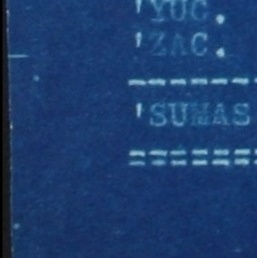 'YUC.
'ZAC.
--------
'SUMAS
======